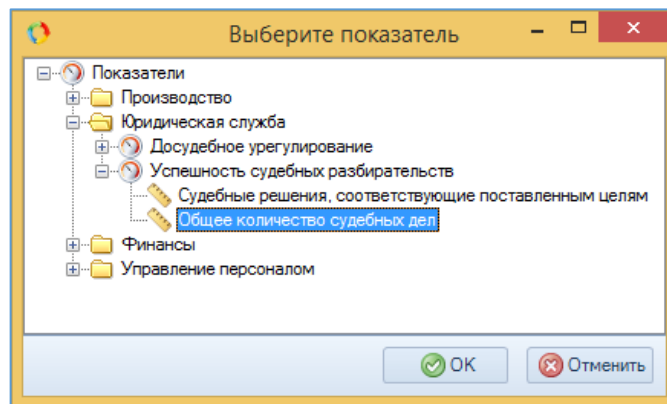 Выберите показатель
Показатели
Производство
Юридическая служба
Досудебное урегулирование
Успешность судебных разбирательств
Судебные решения, соответствующие поставленным целям
Общее количество судебных дел
Финансы
Управление персоналом
OK Отменить